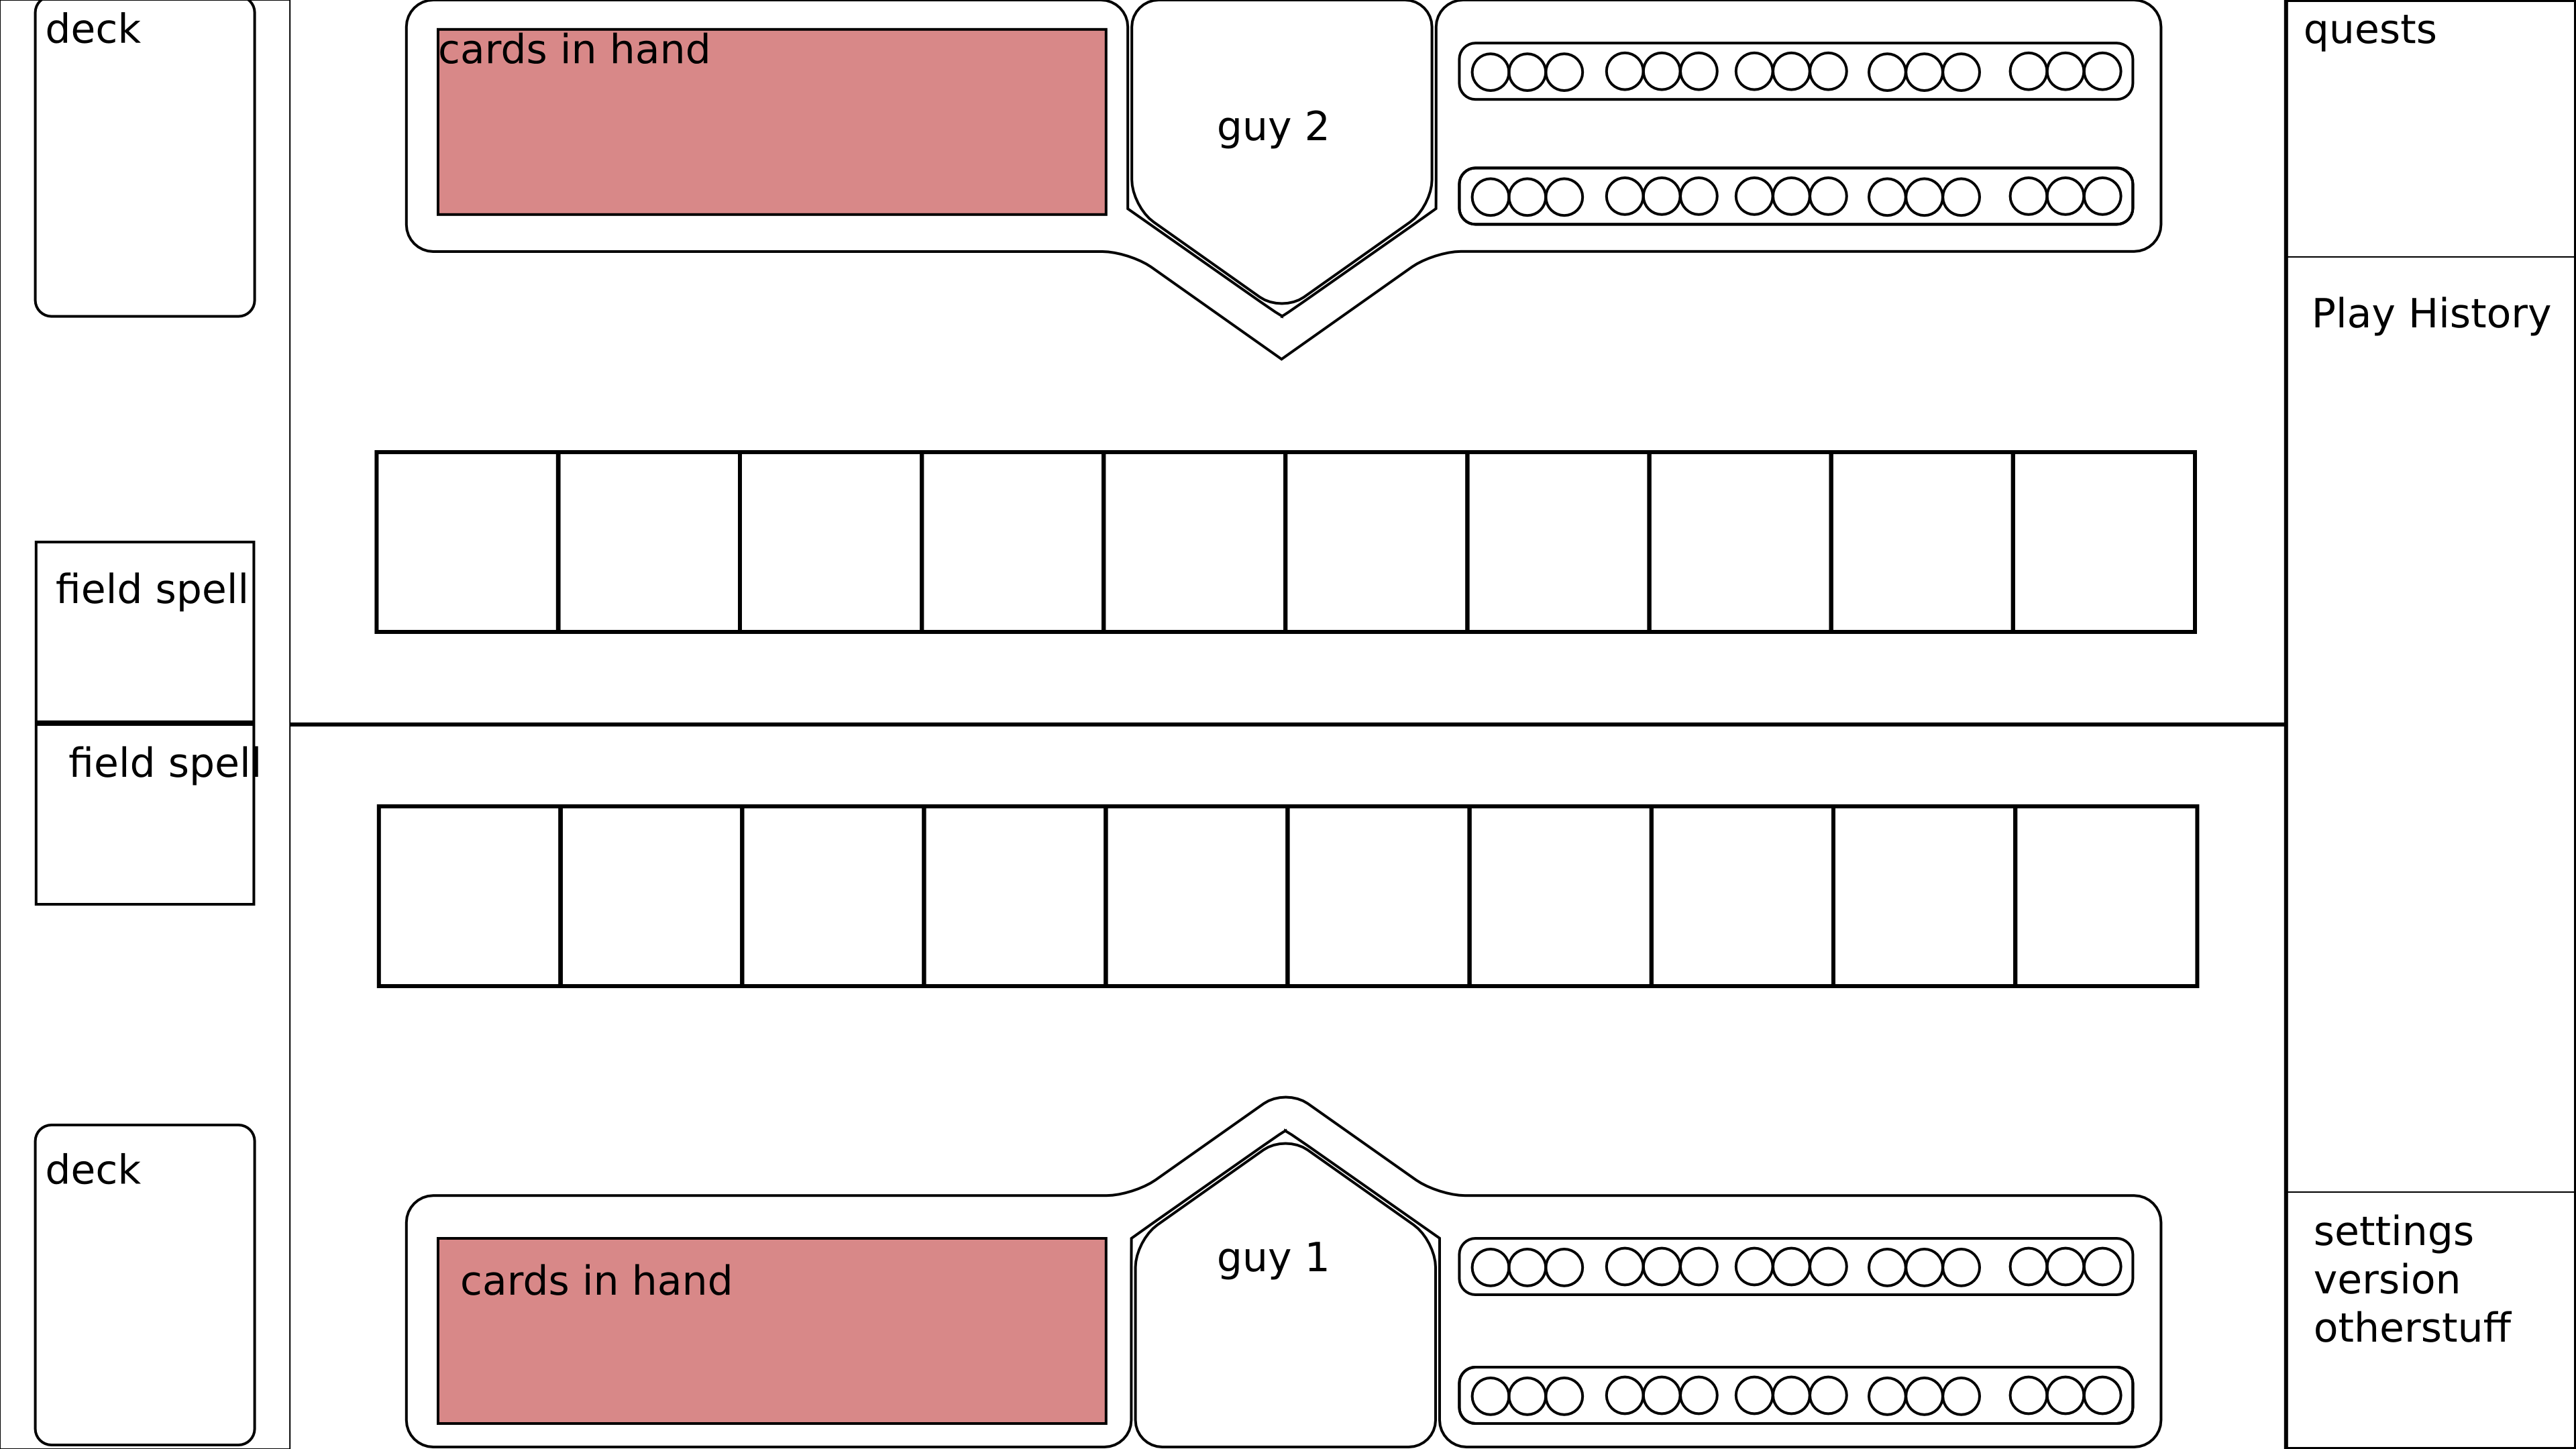 deck
cards in hand
guy 2
quests
Play History
field spell
field spell
deck
cards in hand
guy 1
settings
version
otherstuff